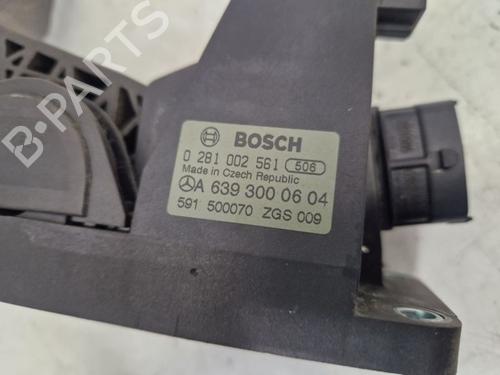 B-PARTS
BOSCH
0 281 002 561 506
Made in Czech Republic
A 639 300 06 04
591 500070 ZGS 009